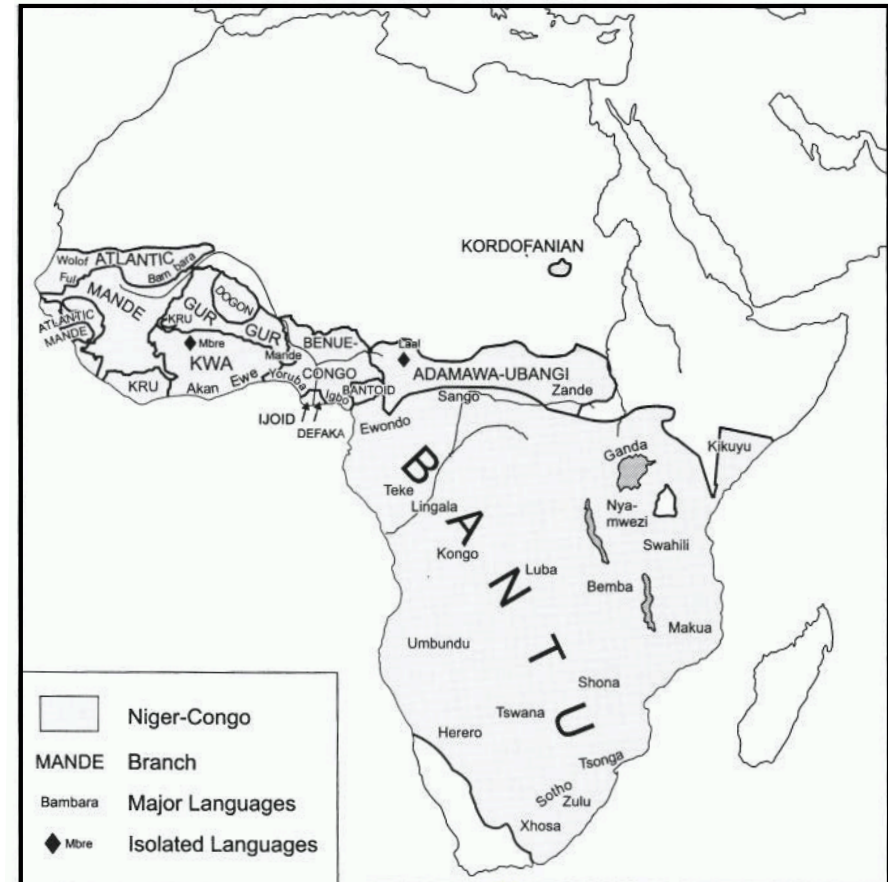 KORDOFANIAN
Wolof ATLANTIC
Ful
Bam bara
MANDE
DOGON
GUR
GUR
KRU
ATLANTIC
MANDE
Mbre
BENUE-
Laal
KWA
Mande
CONGO
ADAMAWA-UBANGI
KRU
Akan
Ewe
Yoruba
Igbo
BANTOID
Sango
Zande
IJOID
DEFAKA
Ewondo
Ganda
Kikuyu
BANTU
Teke
Lingala
Nya-
mwezi
Swahili
Kongo
Luba
Bemba
Makua
Umbundu
Shona
Tswana
Herero
Tsonga
Sotho
Zulu
Xhosa
Niger-Congo
MANDE Branch
Bambara Major Languages
Mbre Isolated Languages